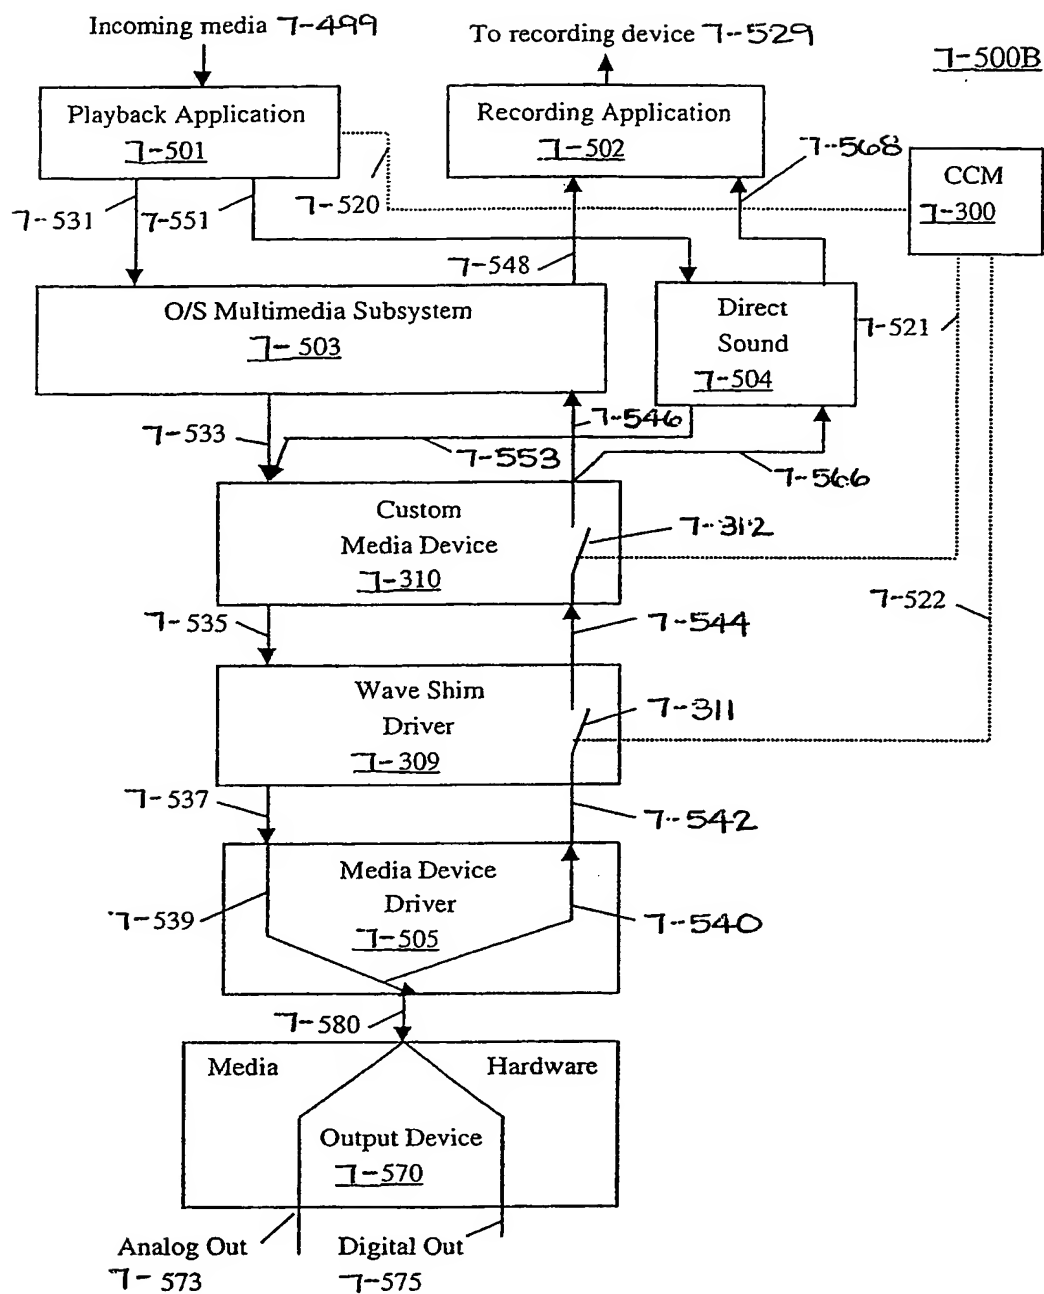 Incoming media 7-499
To recording device 7-529
7-500B
Playback Application
7-501
Recording Application
7-502
7-568
CCM
7-300
7-531
7-551
7-520
7-548
O/S Multimedia Subsystem
7-503
Direct
Sound
7-504
7-521
7-533
7-546
7-553
7-566
Custom
Media Device
7-310
7-312
7-522
7-535
7-544
Wave Shim
Driver
7-309
7-311
7-537
7-542
Media Device
Driver
7-505
7-539
7-540
7-580
Media
Hardware
Output Device
7-570
Analog Out
7-573
Digital Out
7-575